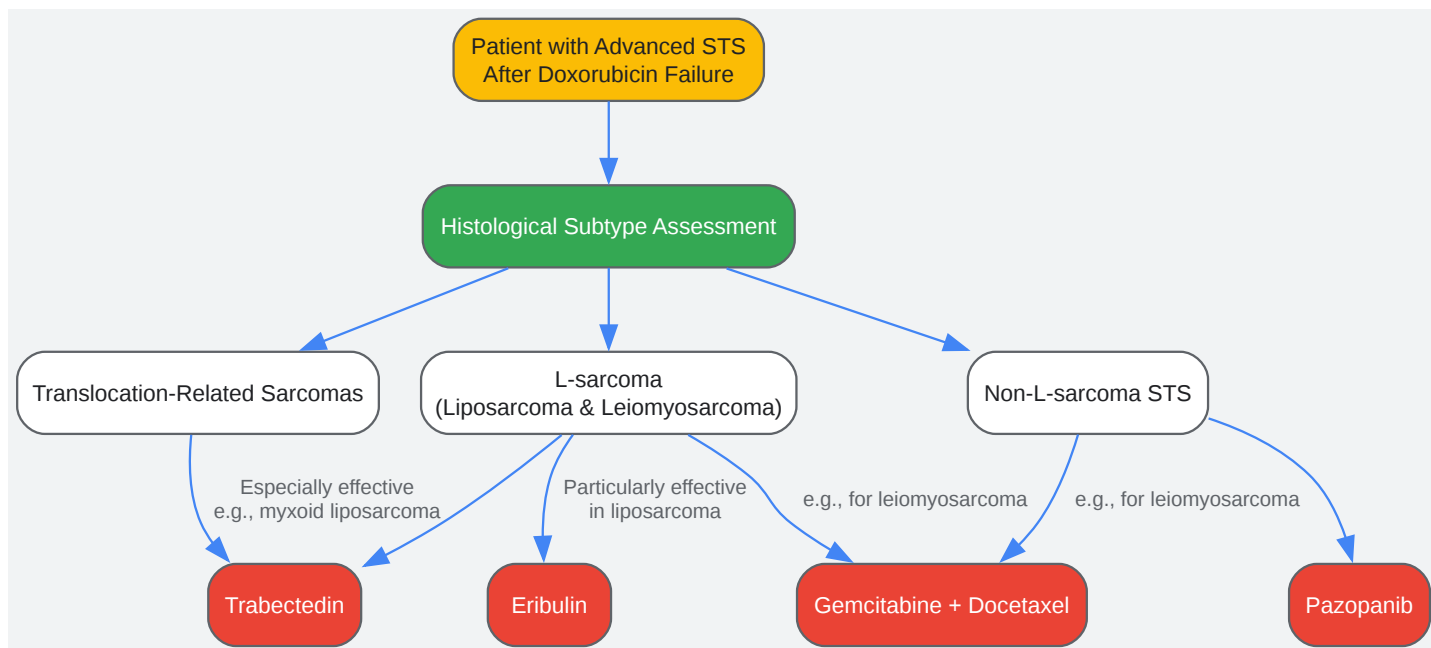 Patient with Advanced STS
After Doxorubicin Failure
Histological Subtype Assessment
Translocation-Related Sarcomas
L-sarcoma
(Liposarcoma & Leiomyosarcoma)
Non-L-sarcoma STS
Especially effective
e.g., myxoid liposarcoma
Particularly effective
in liposarcoma
e.g., for leiomyosarcoma
e.g., for leiomyosarcoma
Trabectedin
Eribulin
Gemcitabine + Docetaxel
Pazopanib